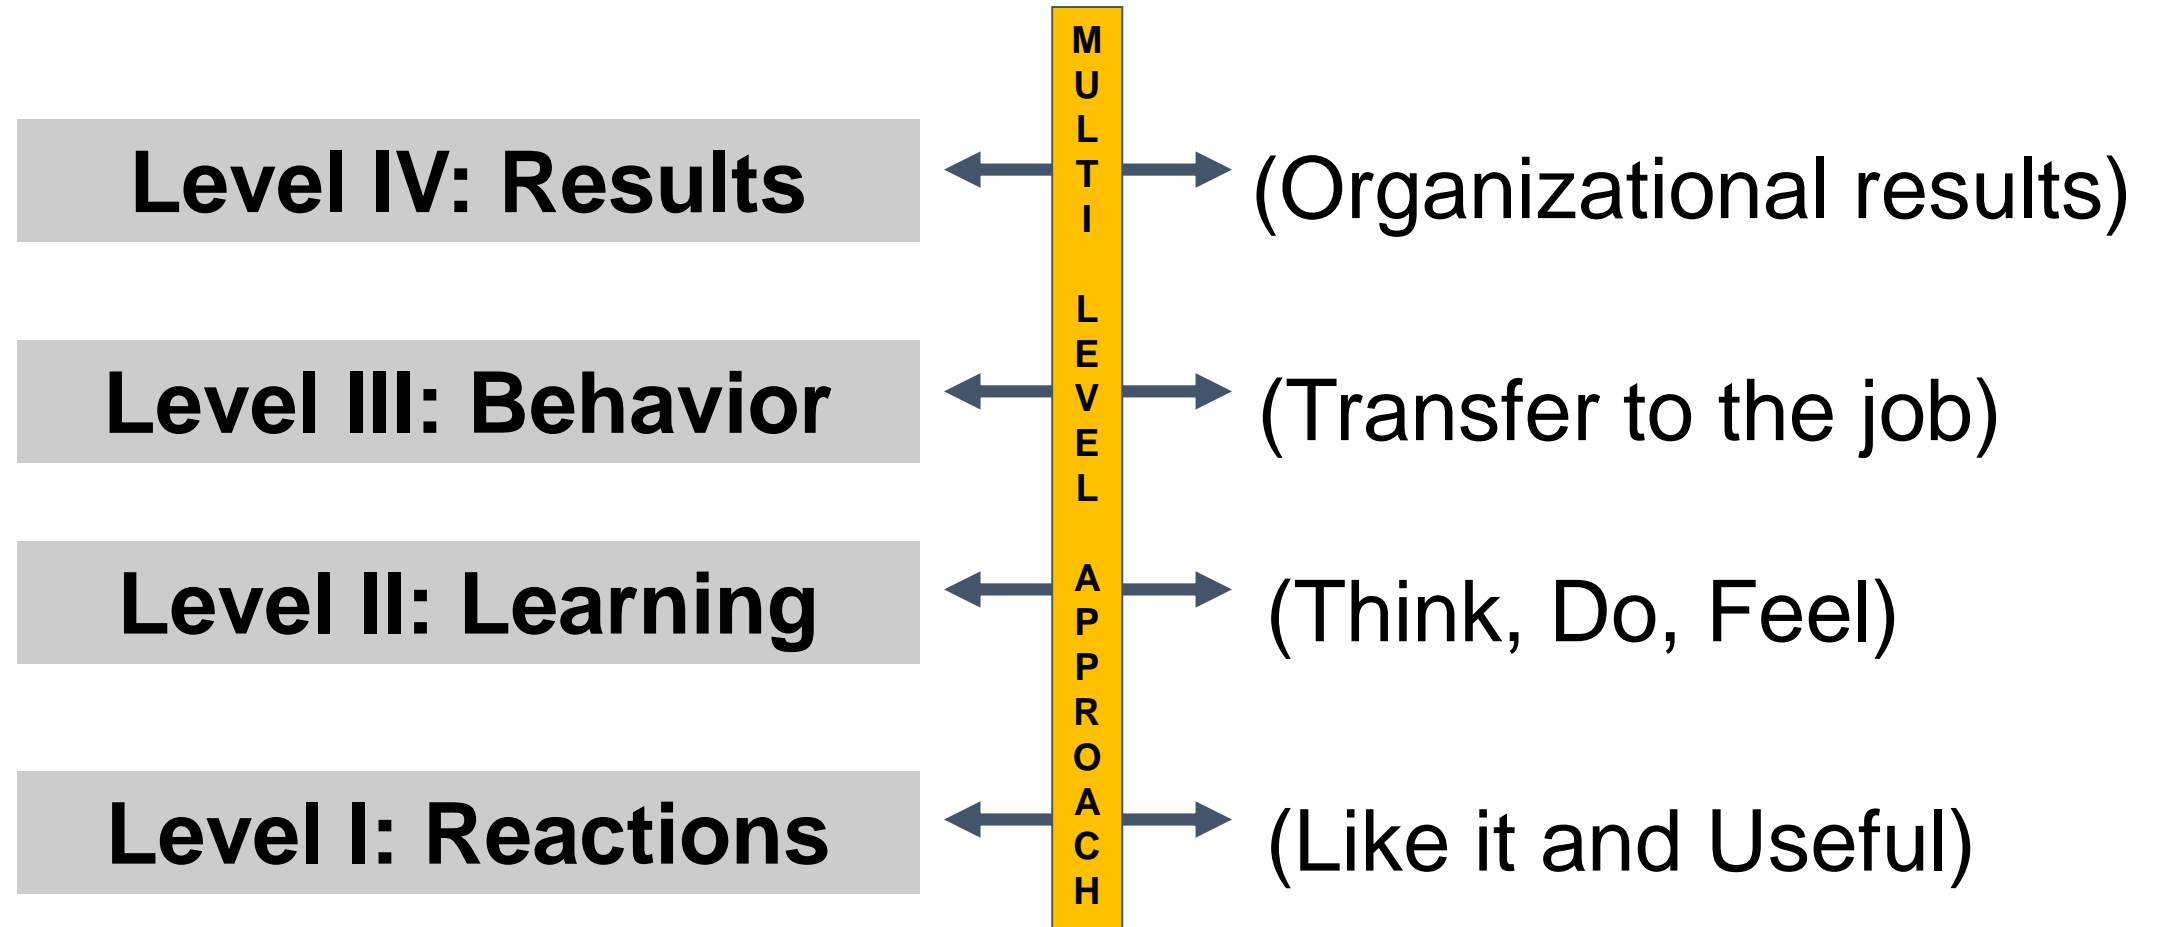 MULTI LEVEL APPROACH
Level IV: Results
(Organizational results)
Level III: Behavior
(Transfer to the job)
Level II: Learning
(Think, Do, Feel)
Level I: Reactions
(Like it and Useful)